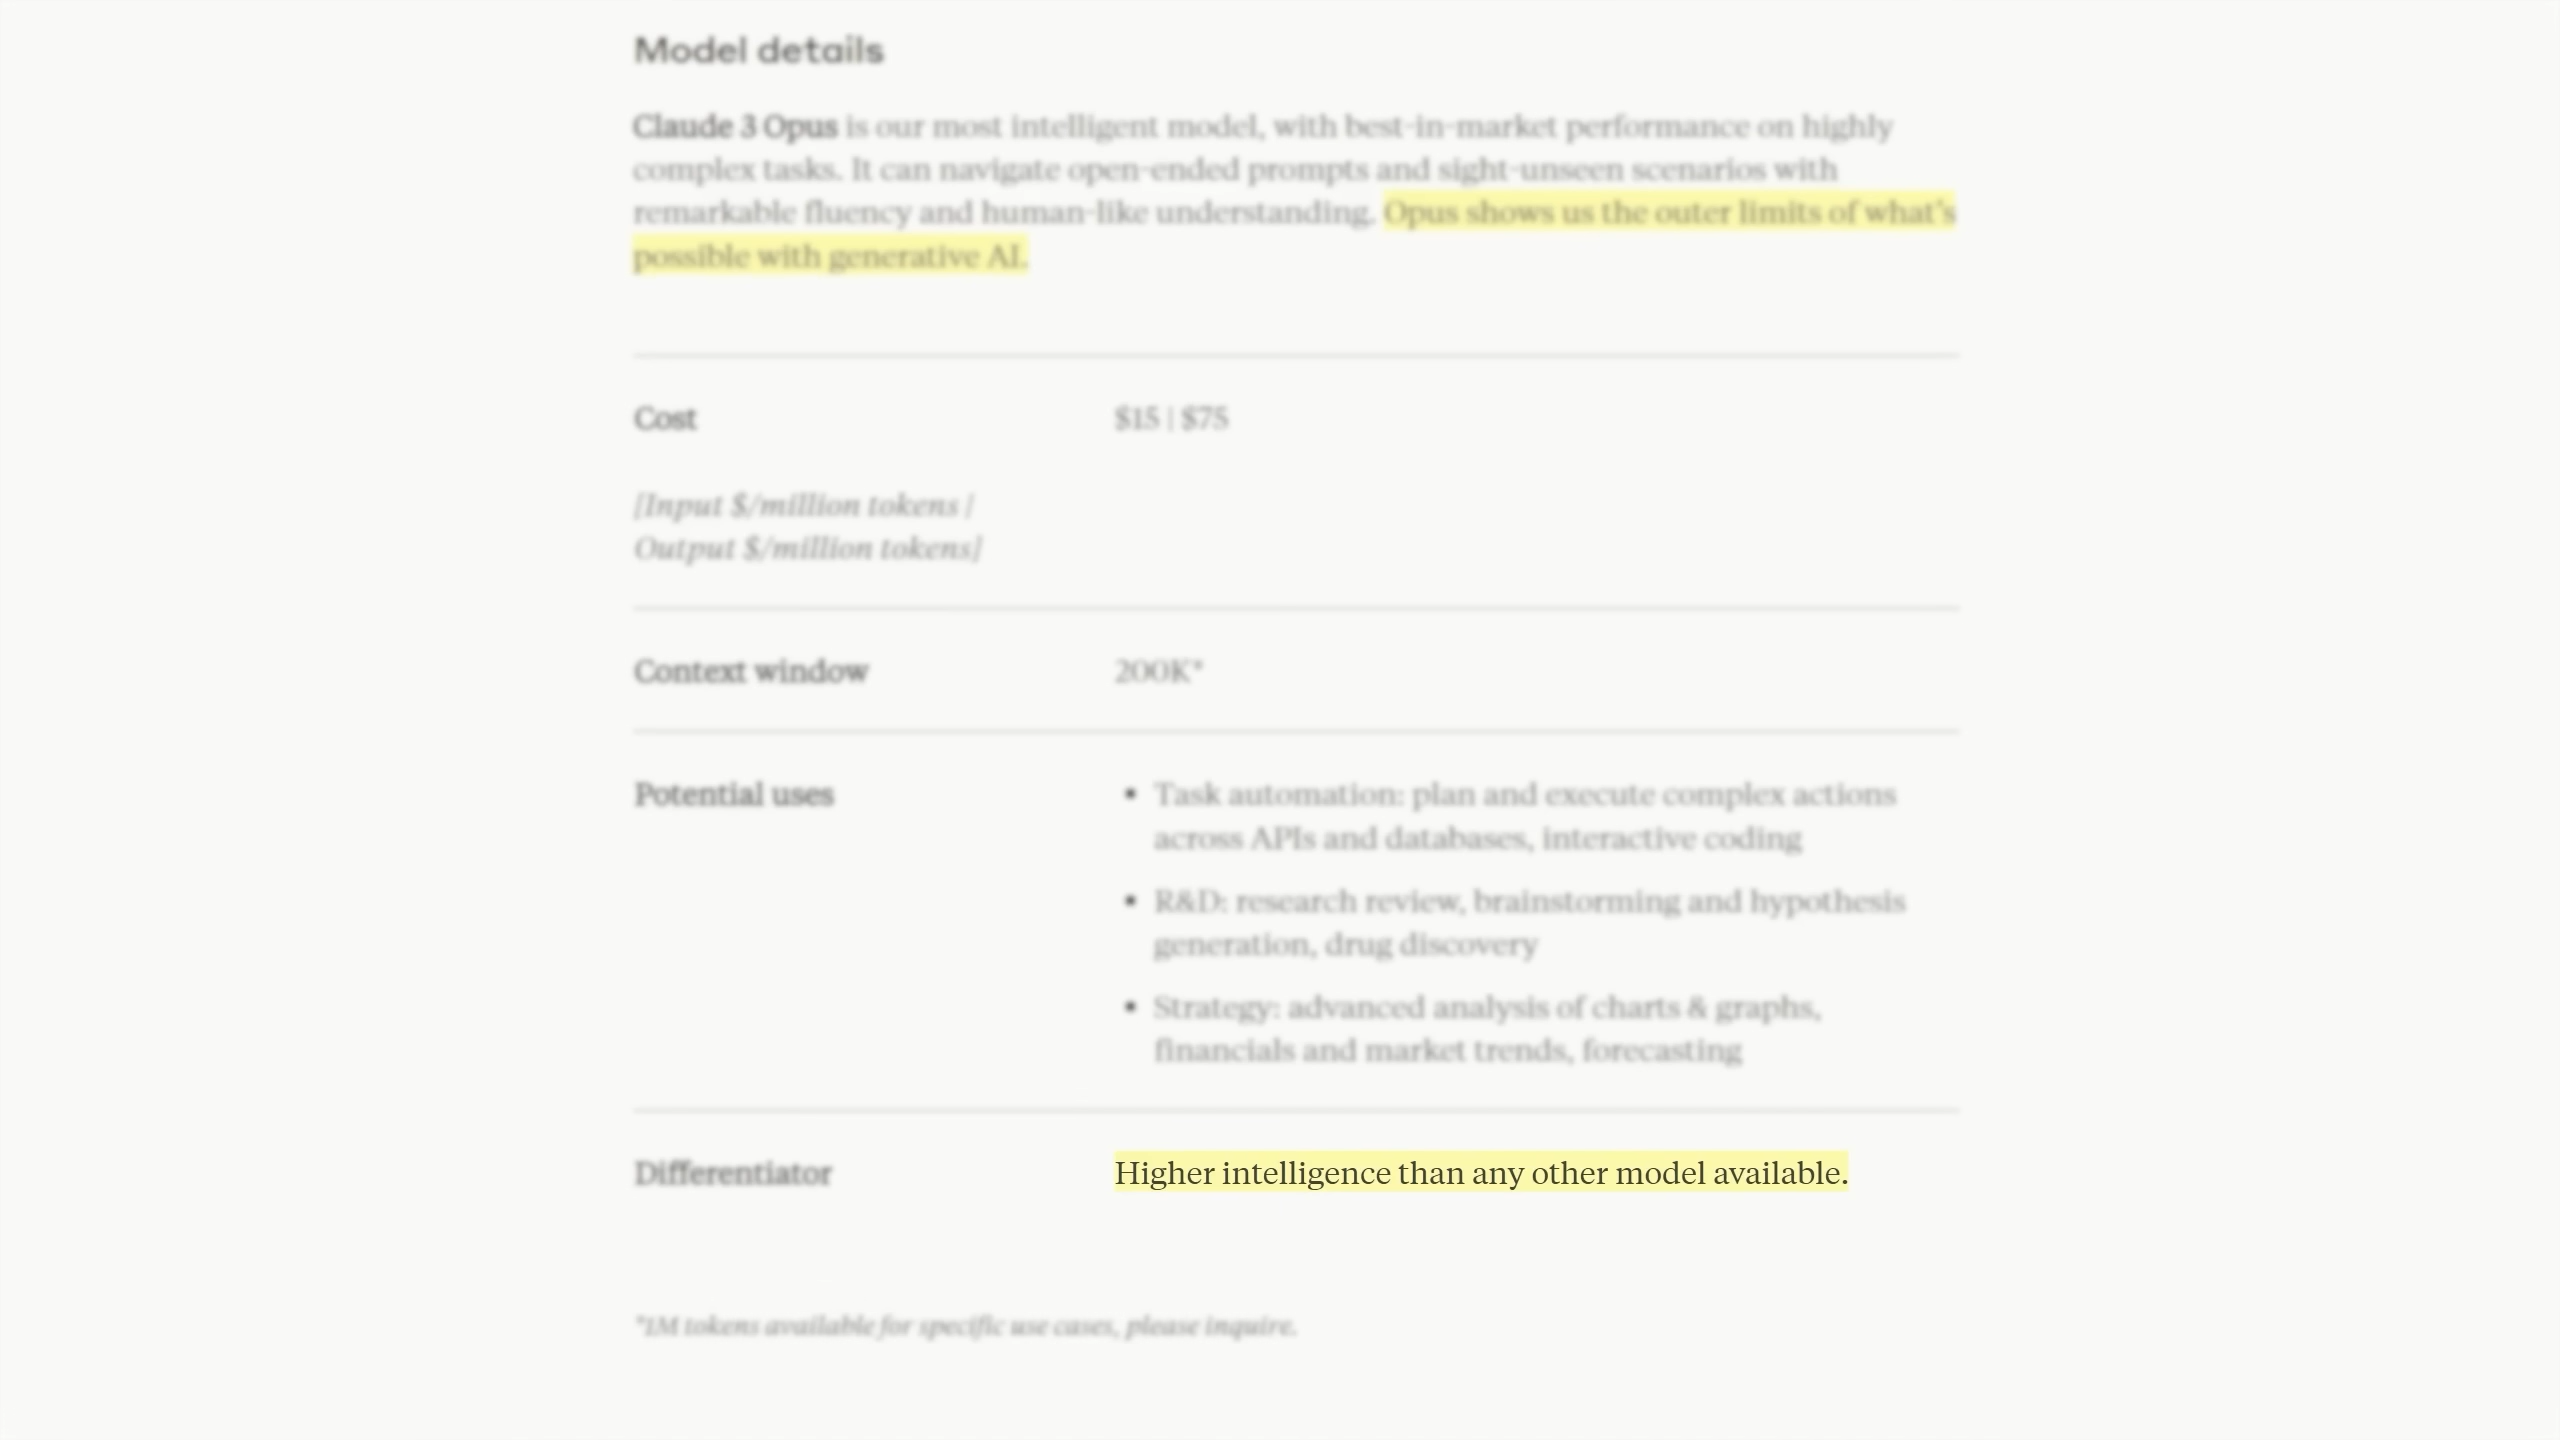 Model details
Claude 3 Opus is our most intelligent model, with best-in-market performance on highly
complex tasks. It can navigate open-ended prompts and sight-unseen scenarios with
remarkable fluency and human-like understanding. Opus shows us the outer limits of what's
possible with generative AI.
Cost
$15 | $75
[Input $/million tokens |
Output $/million tokens]
Context window
200K*
Potential uses
▪ Task automation: plan and execute complex actions
across APIs and databases, interactive coding
▪ R&D: research review, brainstorming and hypothesis
generation, drug discovery
▪ Strategy: advanced analysis of charts & graphs,
financials and market trends, forecasting
Differentiator
Higher intelligence than any other model available.
*1M tokens available for specific use cases, please inquire.